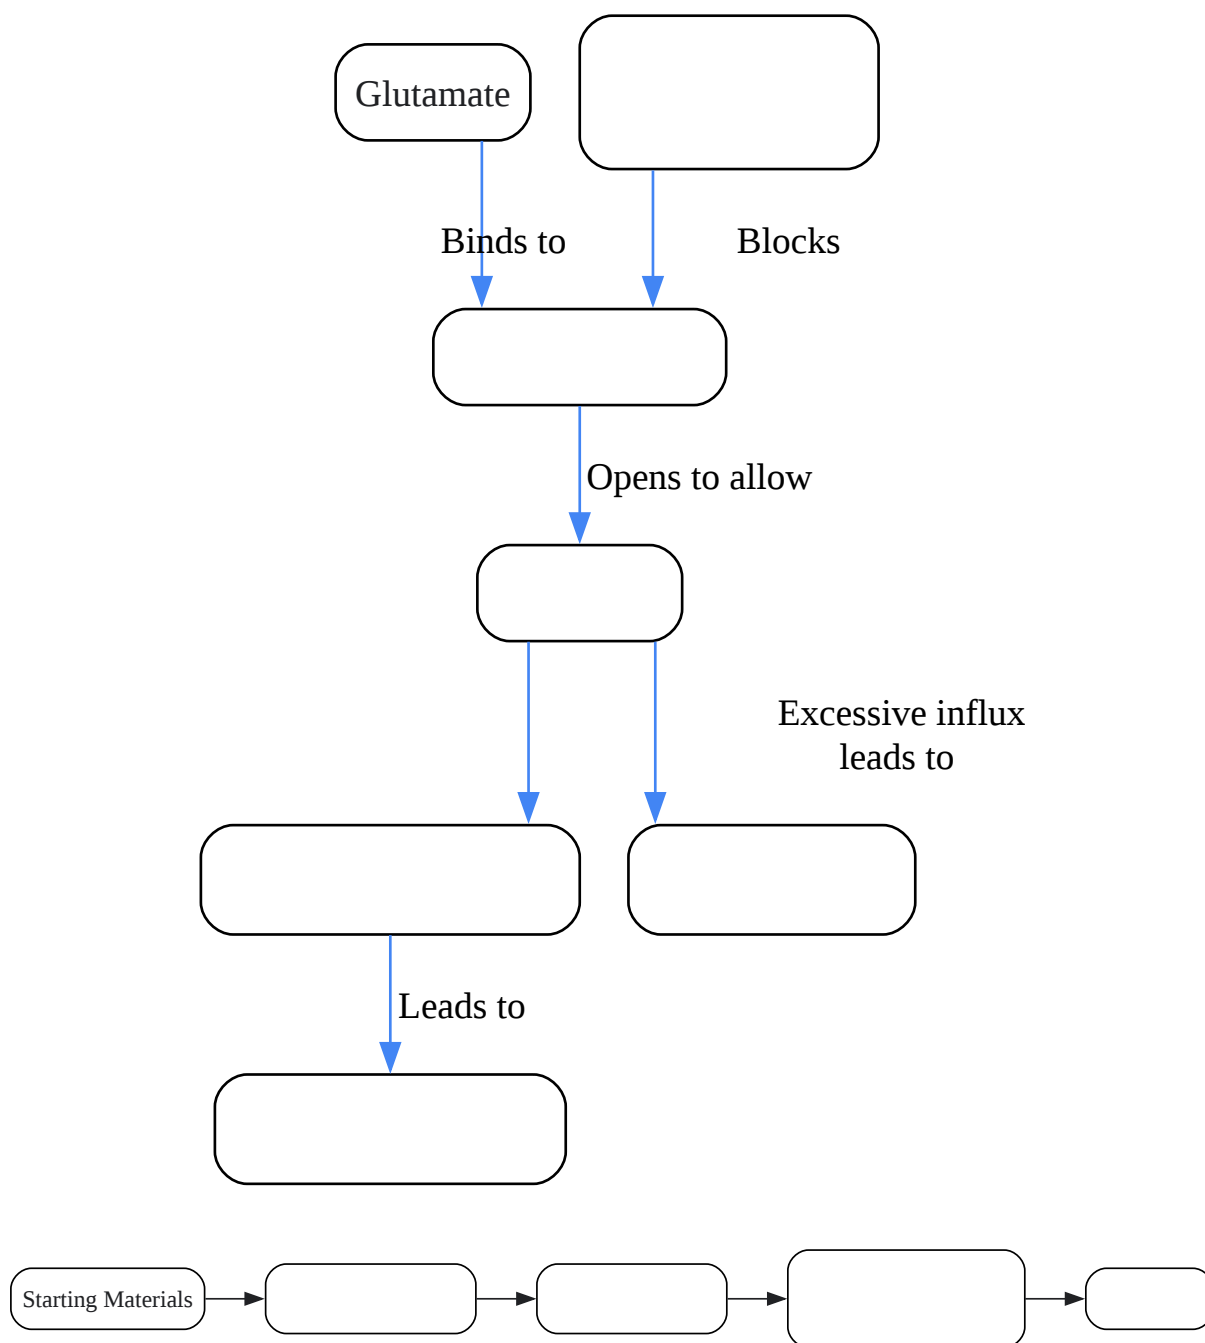 Glutamate
Binds to
Blocks
Opens to allow
Excessive influx
leads to
Leads to
Starting Materials